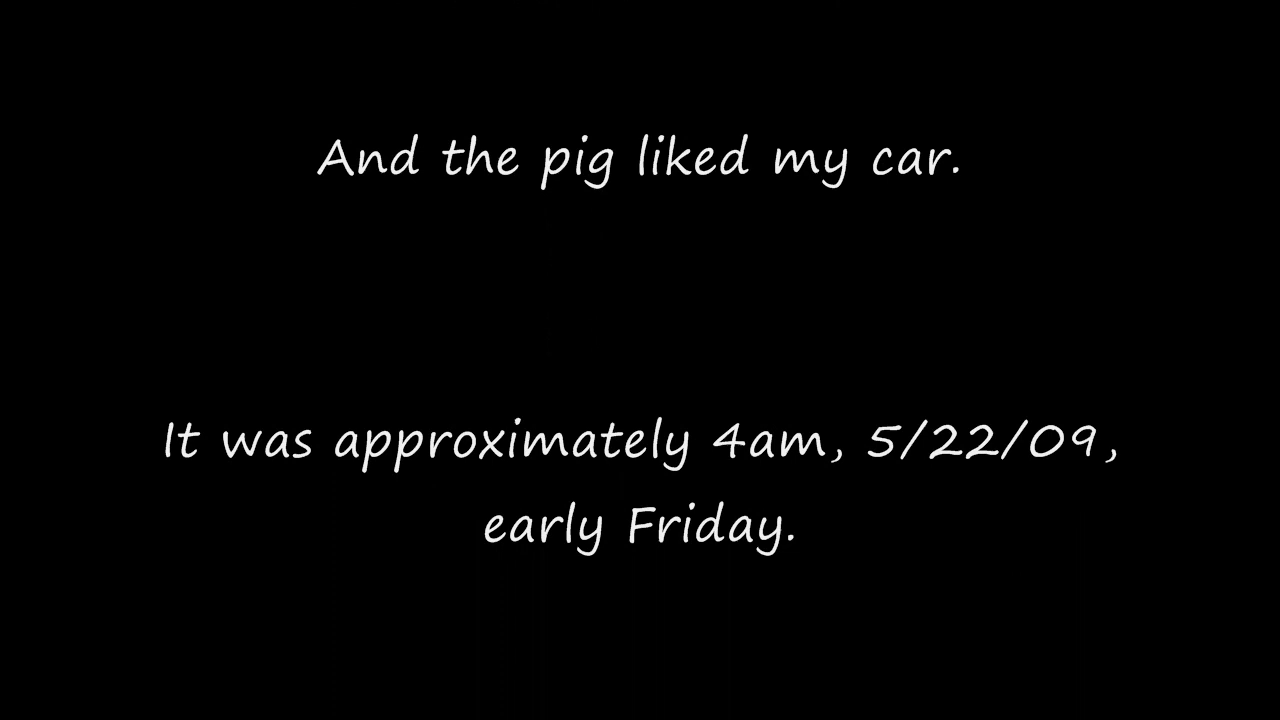 And the pig liked my car.
It was approximately 4am, 5/22/09,
early Friday.